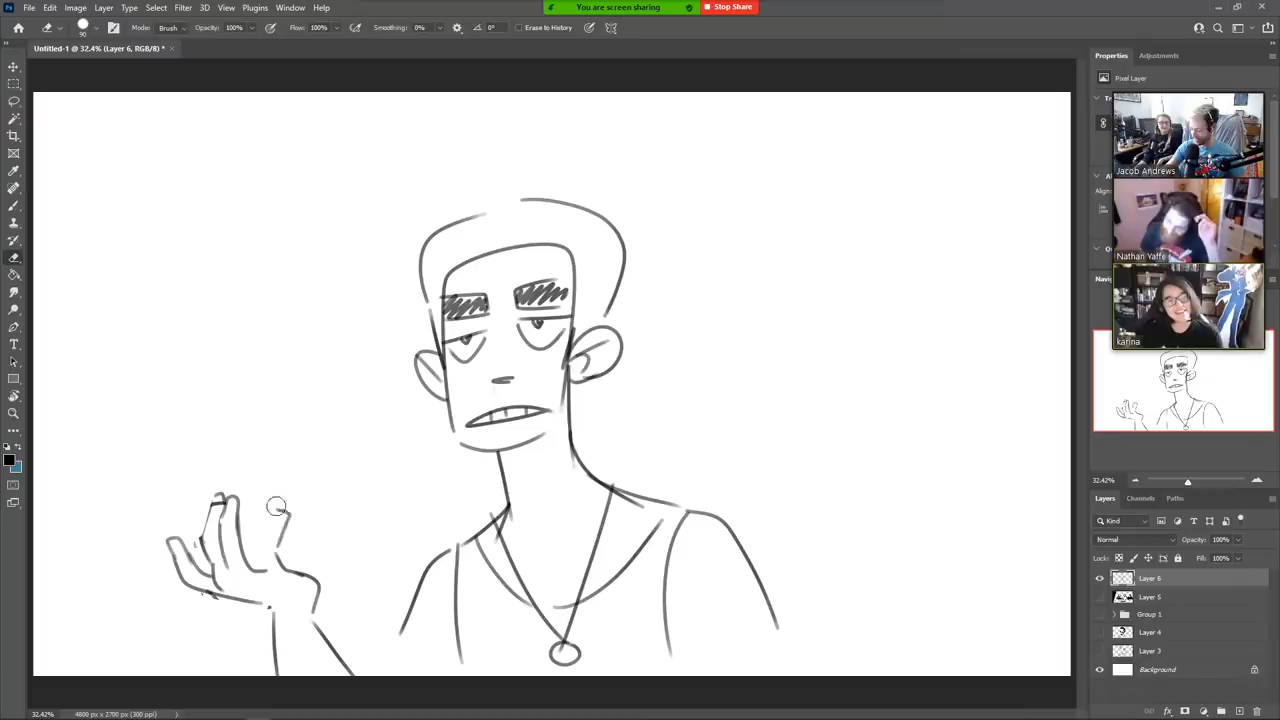 File Edit Image Layer Type Select Filter 3D View Plugins Window Help
You are screen sharing Stop Share
90 Mode: Brush Opacity: 100% Flow: 100% Smoothing: 0% 0° Erase to History
Untitled-1 @ 32.4% (Layer 6, RGB/8) *
Properties Adjustments
Pixel Layer
Jacob Andrews
Nathan Yaffe
karina
32.42%
Layers Channels Paths
Kind
Normal Opacity: 100%
Lock: Fill: 100%
Layer 6
Layer 5
Group 1
Layer 4
Layer 3
Background
32.42% 4800 px x 2700 px (300 ppi)